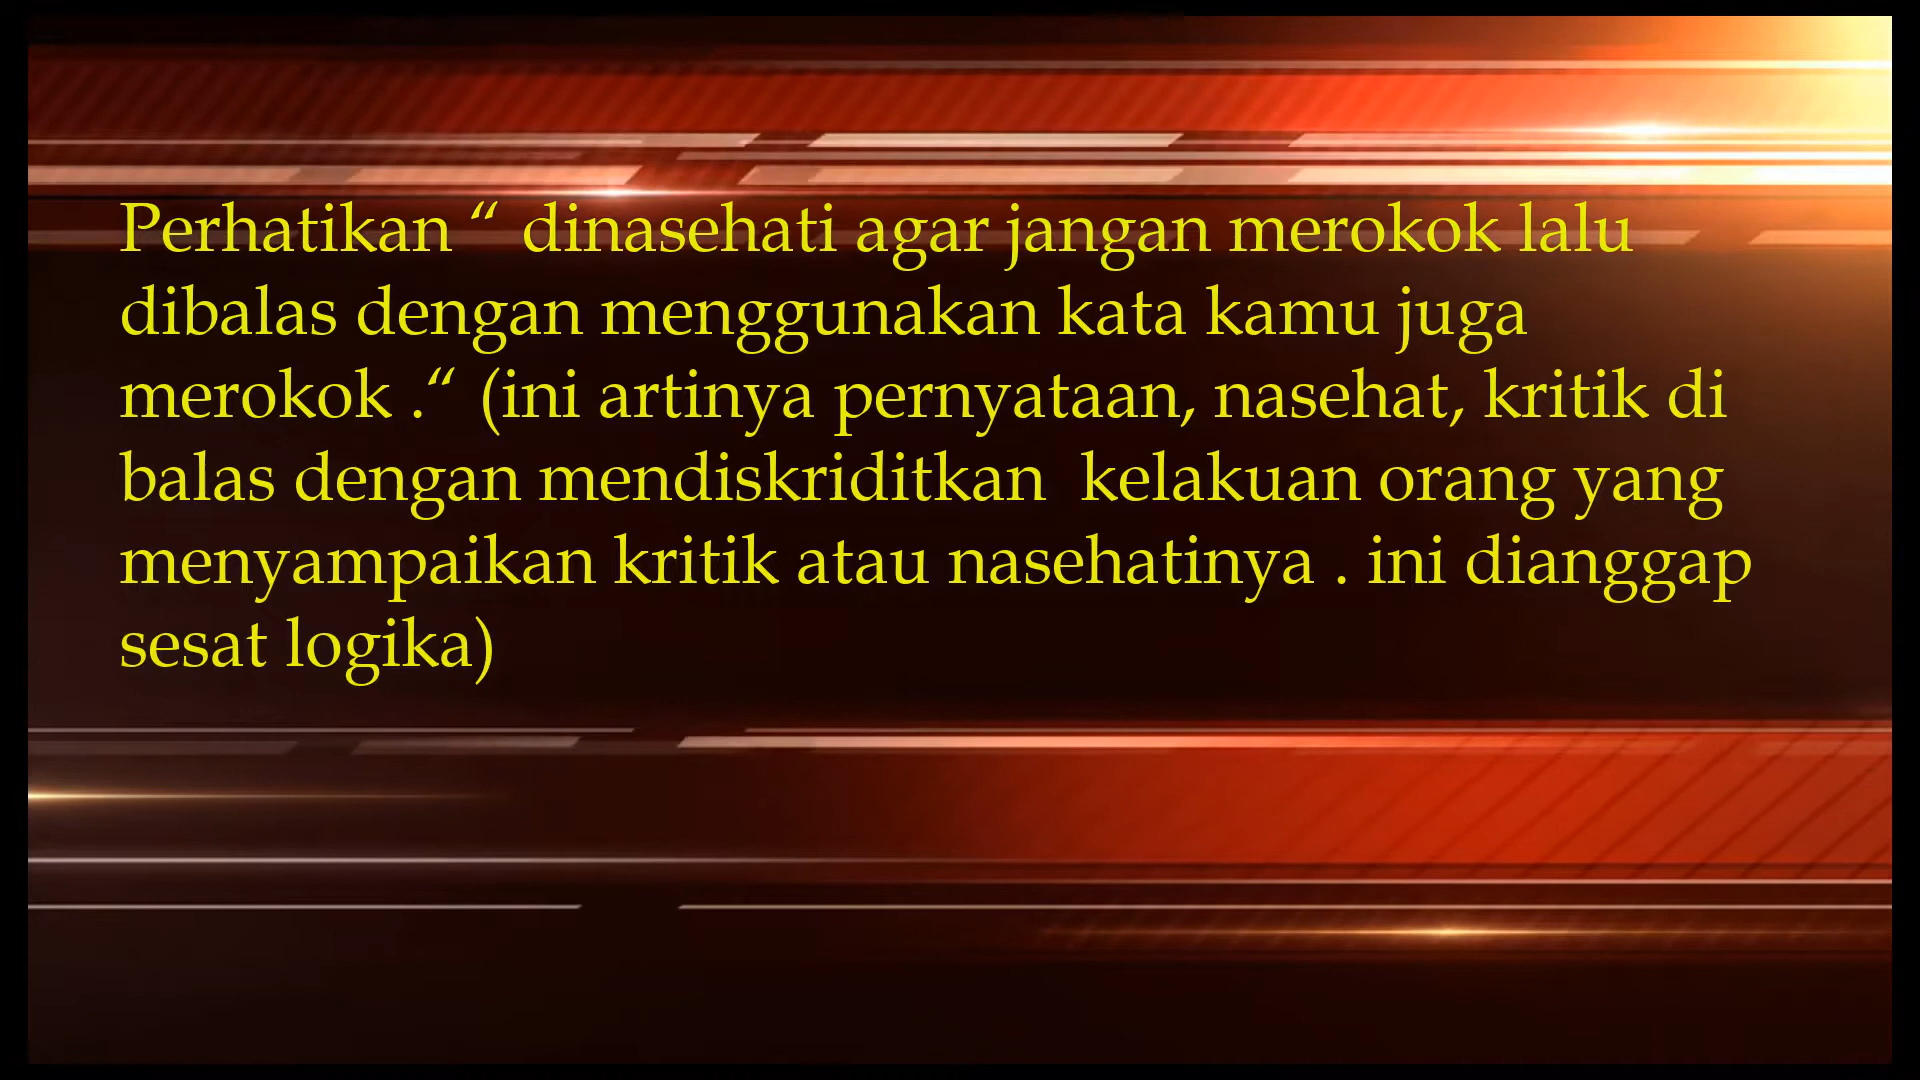 Perhatikan “ dinasehati agar jangan merokok lalu
dibalas dengan menggunakan kata kamu juga
merokok .“ (ini artinya pernyataan, nasehat, kritik di
balas dengan mendiskriditkan  kelakuan orang yang
menyampaikan kritik atau nasehatinya . ini dianggap
sesat logika)